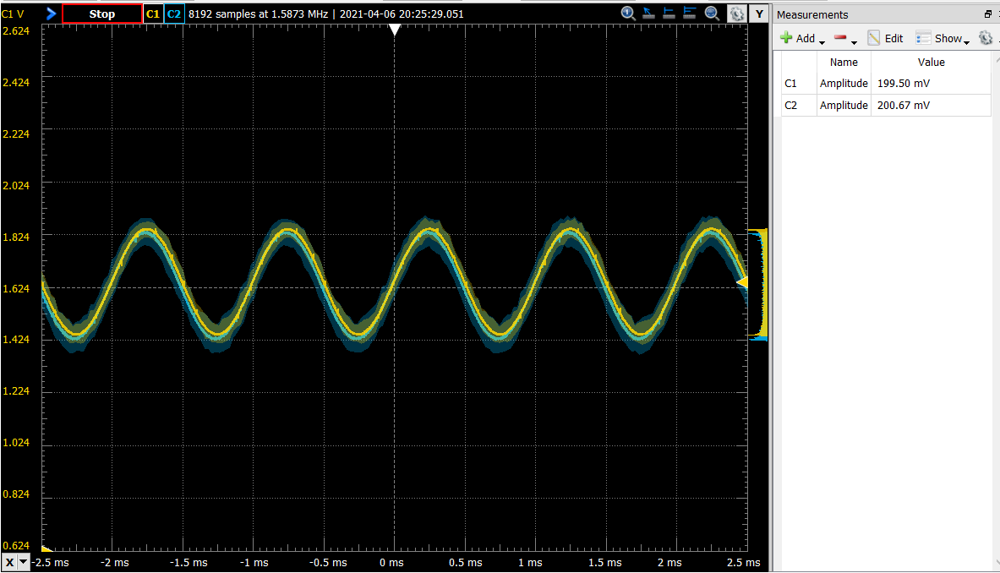 C1 V
Stop
C1 C2 8192 samples at 1.5873 MHz | 2021-04-06 20:25:29.051
Y
2.624
2.424
2.224
2.024
1.824
1.624
1.424
1.224
1.024
0.824
0.624
X
-2.5 ms -2 ms -1.5 ms -1 ms -0.5 ms 0 ms 0.5 ms 1 ms 1.5 ms 2 ms 2.5 ms
Measurements
Add Edit Show
Name Value
C1 Amplitude 199.50 mV
C2 Amplitude 200.67 mV